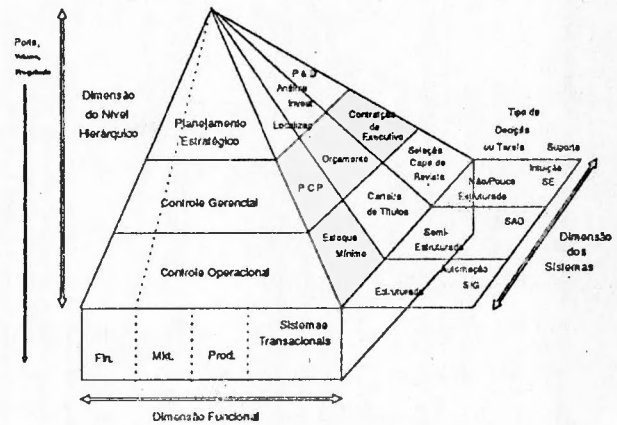 Porte,
Volume,
Dimensão
do Nível
Hierárquico
P & D
Análise
Invest
Localizaç
Contratção
de
Executivo
Planejamento
Estratégico
Orçamento
Seleção
Capa de
Revista
Tipo de
Decição
ou Tarefa
Suporte
Intuição
SE
Não/Pouco
Estruturada
P C P
Carteira
de Títulos
Controle Gerencial
SAD
Semi-
Estruturada
Dimensão
dos
Sistemas
Estoque
Mínimo
Controle Operacional
Automação
SIG
Estruturada
Sistemas
Transacionais
Fin.
Mkt.
Prod.
Dimensão Funcional